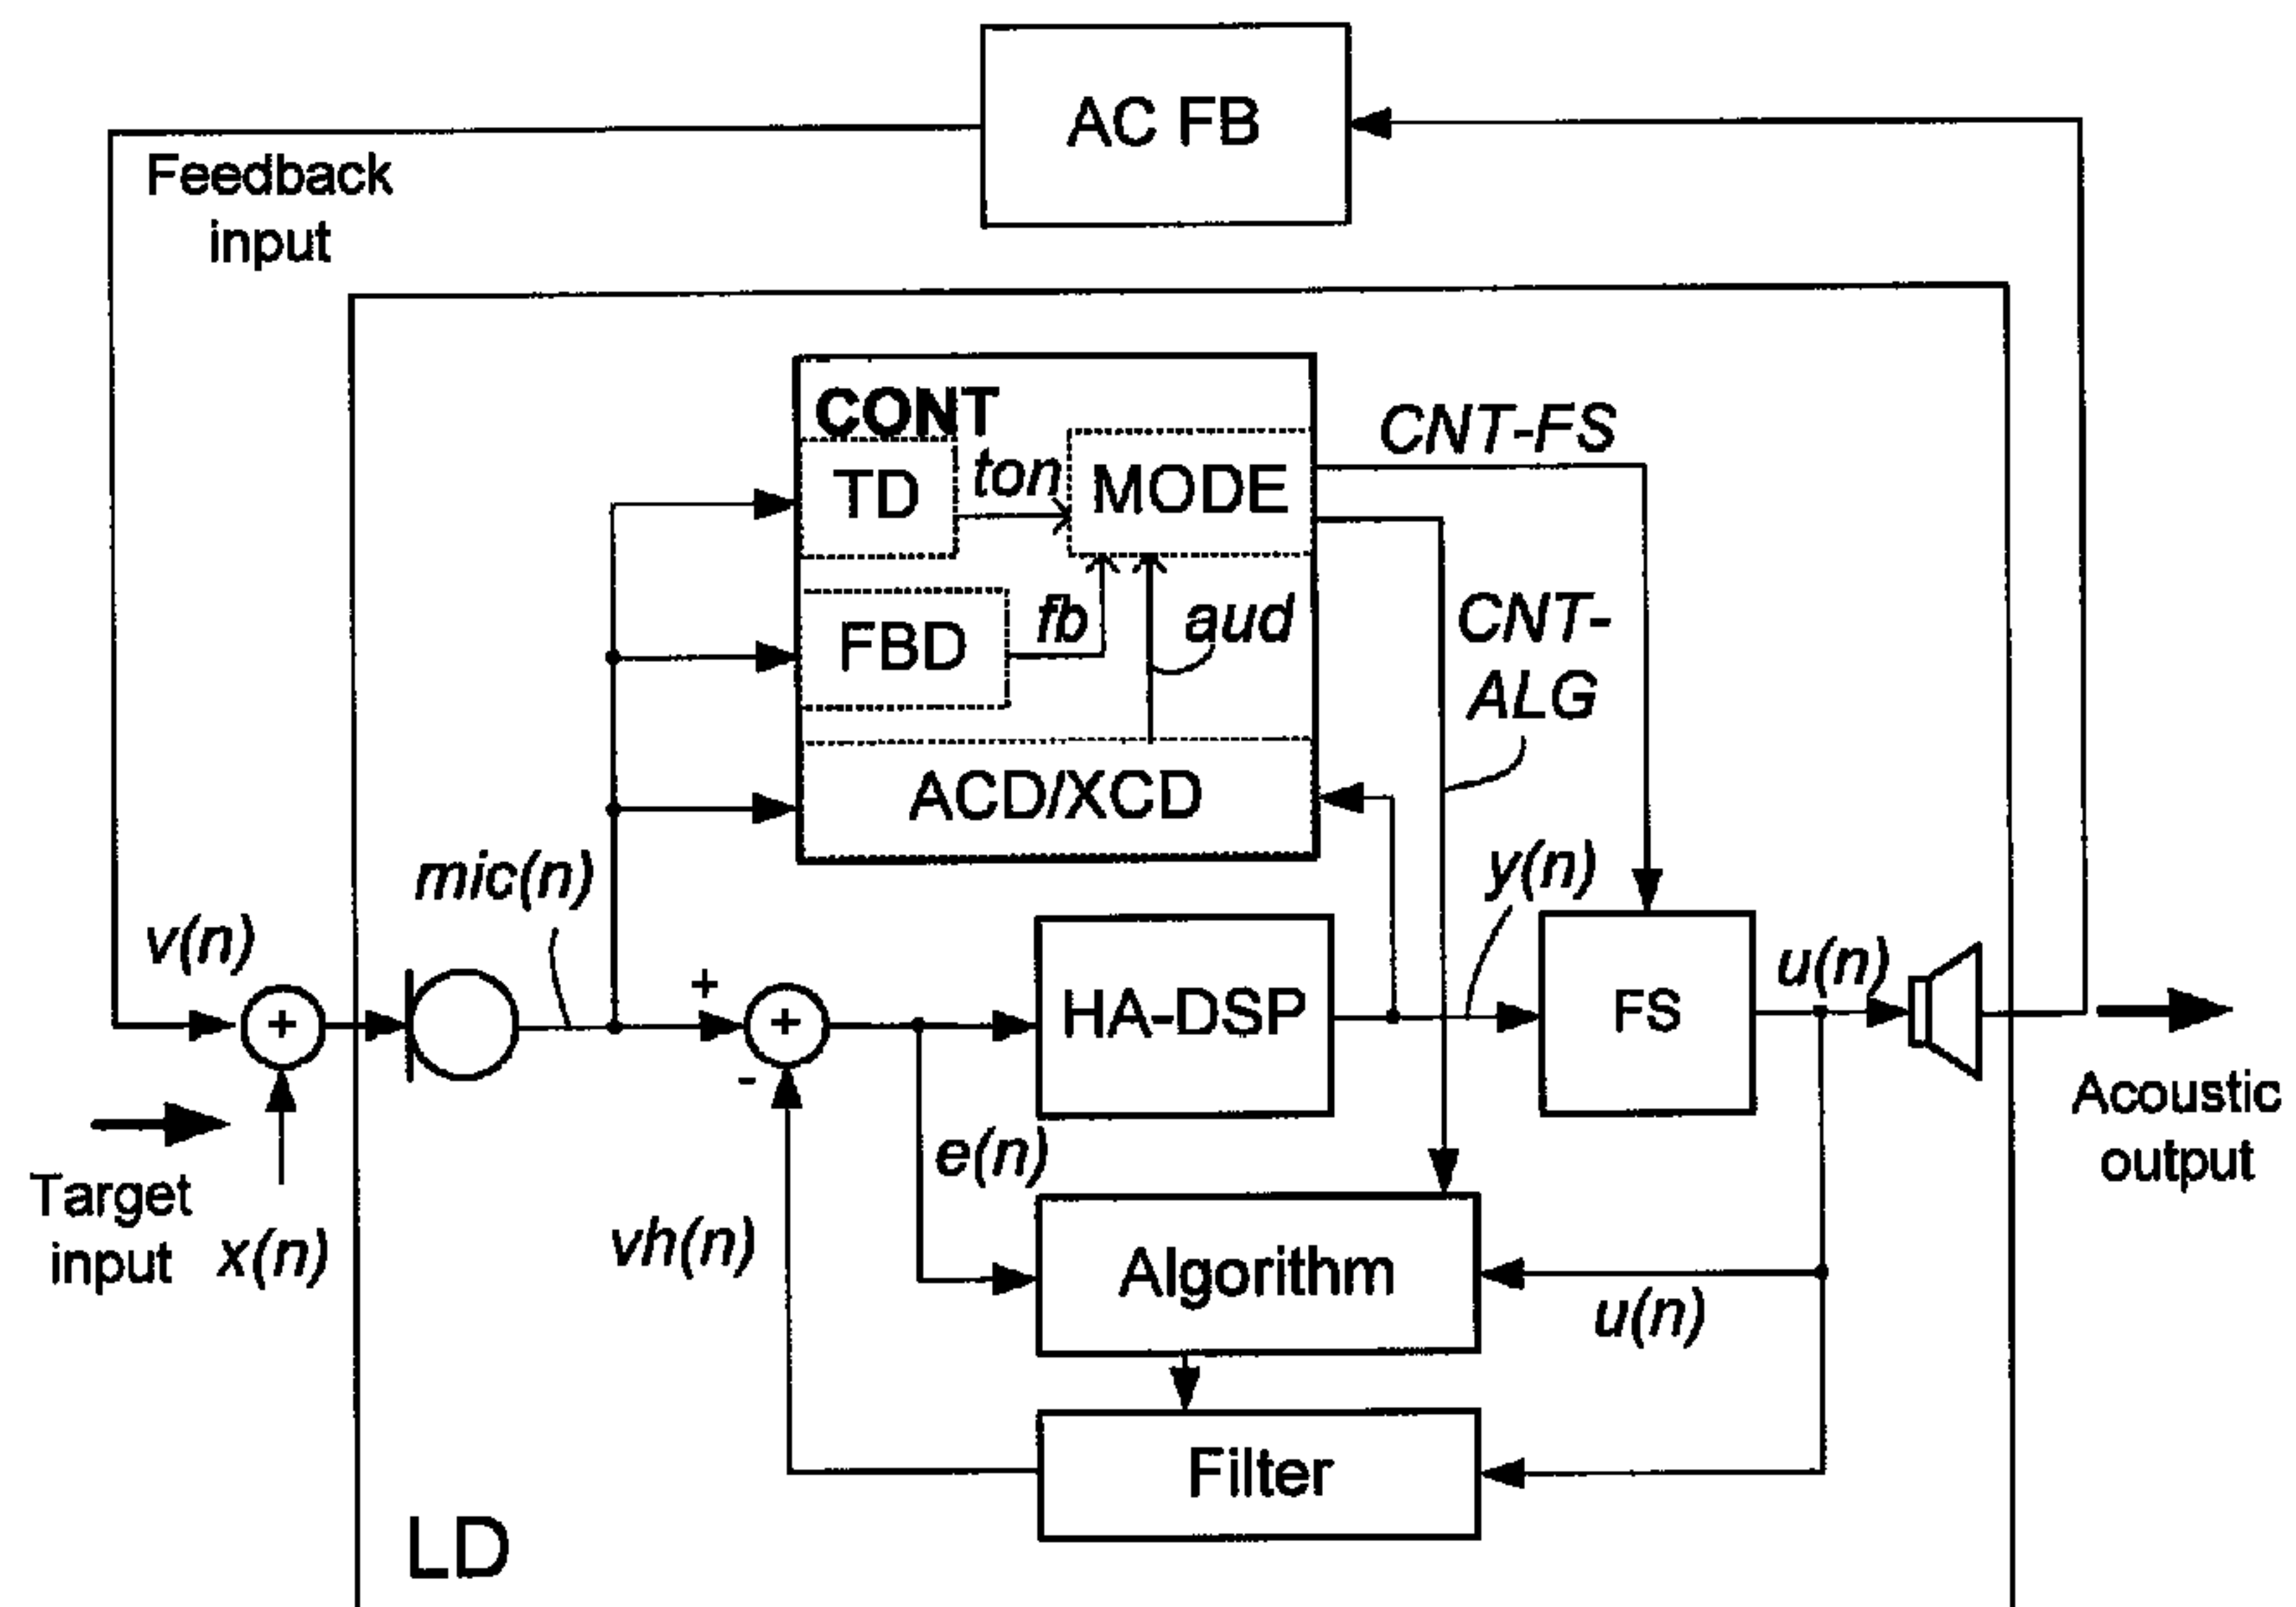 AC FB
Feedback
input
CONT
CNT-FS
TD
ton
MODE
FBD
fb
aud
CNT-
ALG
ACD/XCD
mic(n)
y(n)
v(n)
+
+
+
-
HA-DSP
FS
u(n)
Acoustic
output
e(n)
Target
input
x(n)
vh(n)
Algorithm
u(n)
Filter
LD